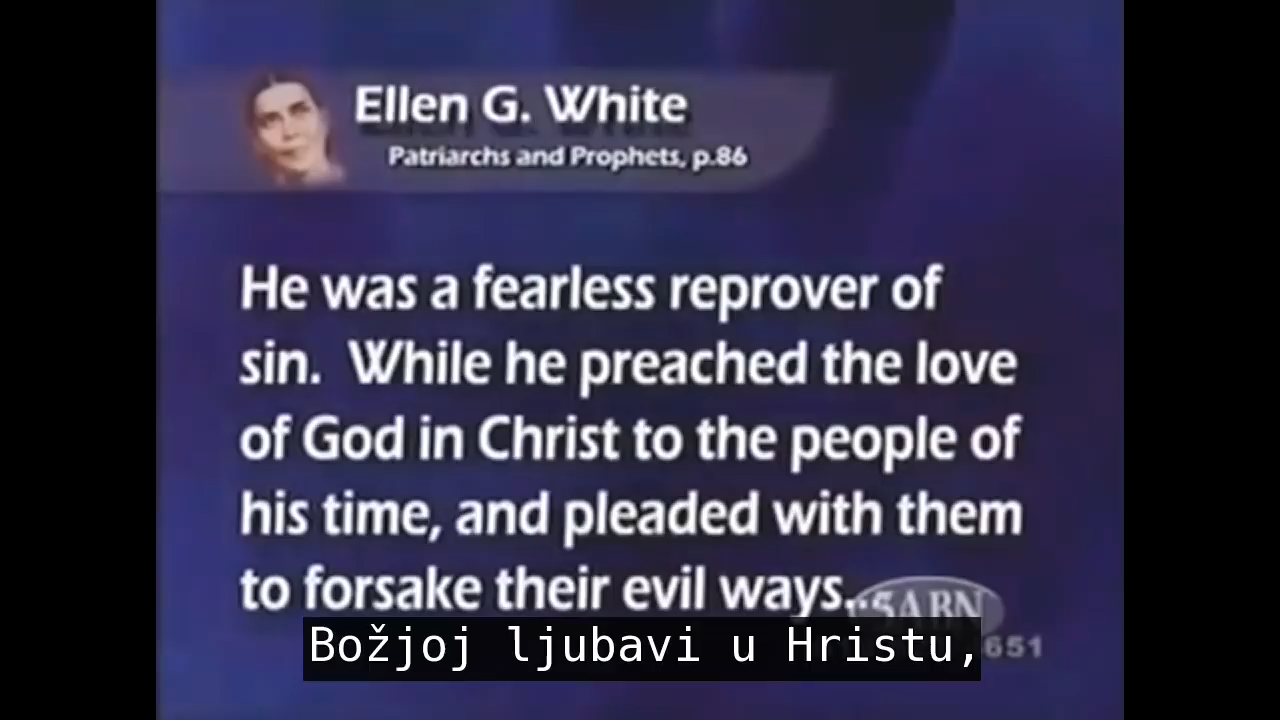 Ellen G. White
Patriarchs and Prophets, p.86
He was a fearless reprover of
sin. While he preached the love
of God in Christ to the people of
his time, and pleaded with them
to forsake their evil ways...
Božjoj ljubavi u Hristu,
651